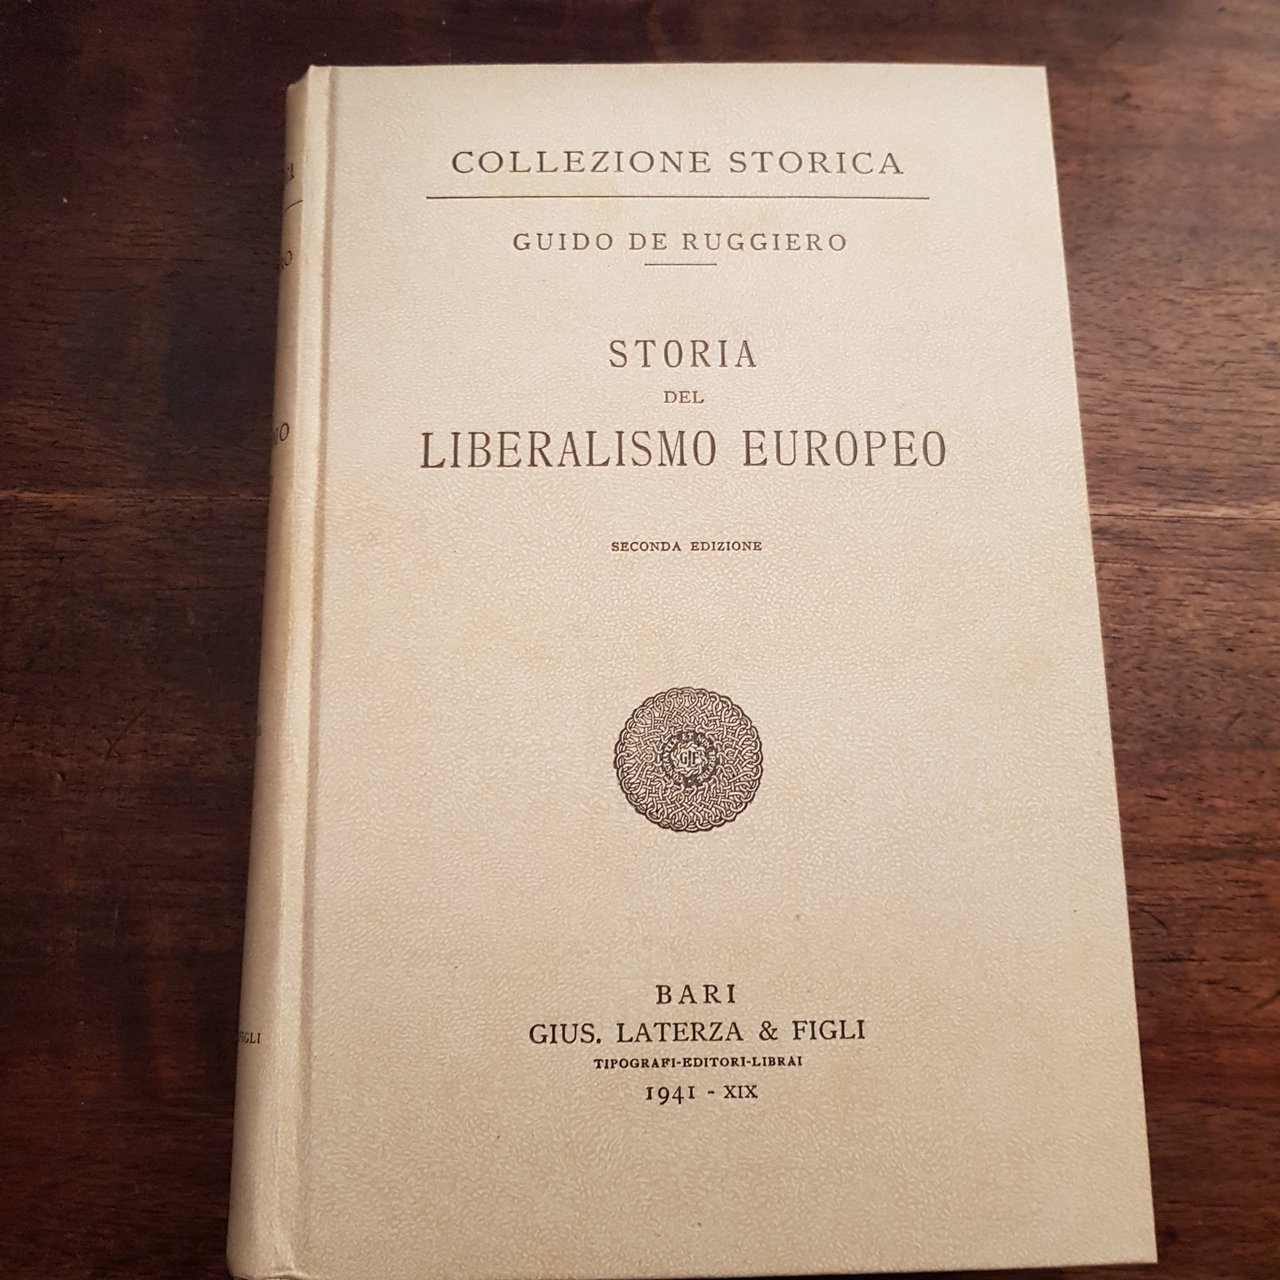 COLLEZIONE STORICA
GUIDO DE RUGGIERO
STORIA
DEL
LIBERALISMO EUROPEO
SECONDA EDIZIONE
BARI
GIUS. LATERZA & FIGLI
TIPOGRAFI-EDITORI-LIBRAI
1941 - XIX
FIGLI